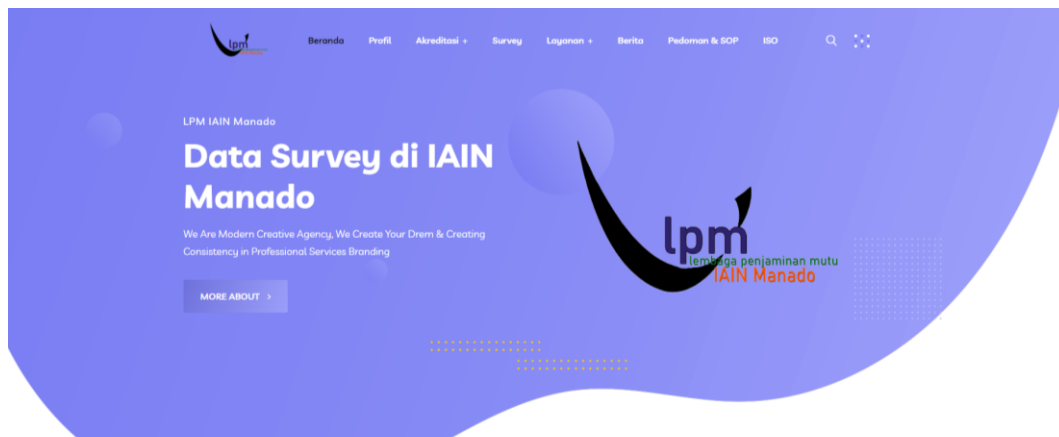 lpm
Beranda Profil Akreditasi + Survey Layanan + Berita Pedoman & SOP ISO
LPM IAIN Manado
Data Survey di IAIN
Manado
We Are Modern Creative Agency, We Create Your Drem & Creating
Consistency in Professional Services Branding
MORE ABOUT >
lpm
lembaga penjaminan mutu
IAIN Manado